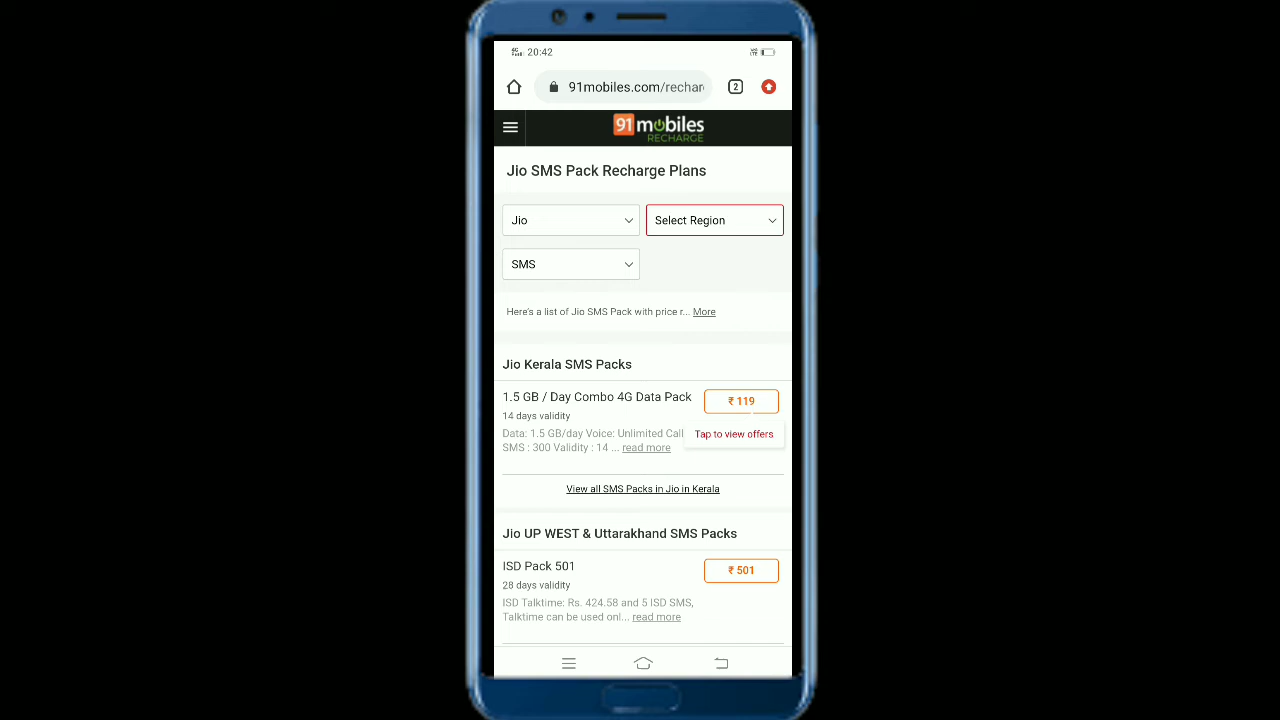 20:42
91mobiles.com/rechar
2
91mobiles
RECHARGE
Jio SMS Pack Recharge Plans
Jio
Select Region
SMS
Here's a list of Jio SMS Pack with price r... More
Jio Kerala SMS Packs
1.5 GB / Day Combo 4G Data Pack
₹ 119
14 days validity
Data: 1.5 GB/day Voice: Unlimited Call
Tap to view offers
SMS : 300 Validity : 14 ... read more
View all SMS Packs in Jio in Kerala
Jio UP WEST & Uttarakhand SMS Packs
ISD Pack 501
₹ 501
28 days validity
ISD Talktime: Rs. 424.58 and 5 ISD SMS,
Talktime can be used onl... read more